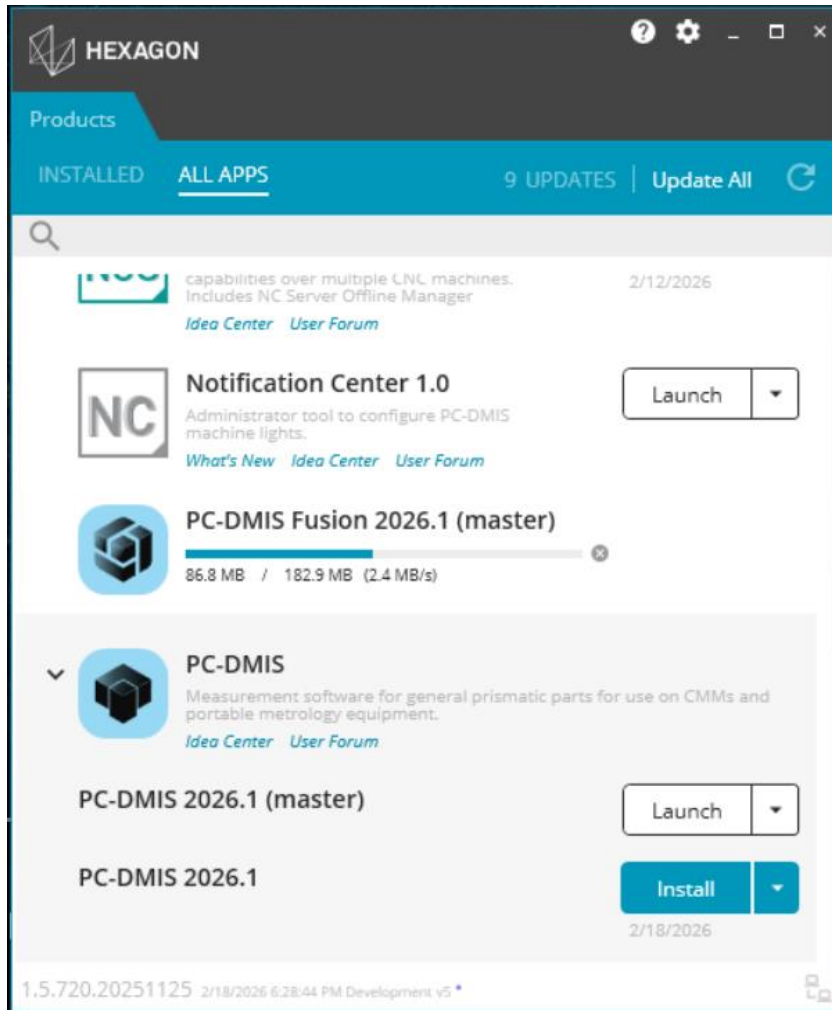 HEXAGON
Products
INSTALLED ALL APPS 9 UPDATES | Update All
capabilities over multiple CNC machines.
Includes NC Server Offline Manager
2/12/2026
Idea Center User Forum
NC
Notification Center 1.0
Launch
Administrator tool to configure PC-DMIS
machine lights.
What's New Idea Center User Forum
PC-DMIS Fusion 2026.1 (master)
86.8 MB / 182.9 MB (2.4 MB/s)
PC-DMIS
Measurement software for general prismatic parts for use on CMMs and
portable metrology equipment.
Idea Center User Forum
PC-DMIS 2026.1 (master)
Launch
PC-DMIS 2026.1
Install
2/18/2026
1.5.720.20251125 2/18/2026 6:28:44 PM Development v5 *